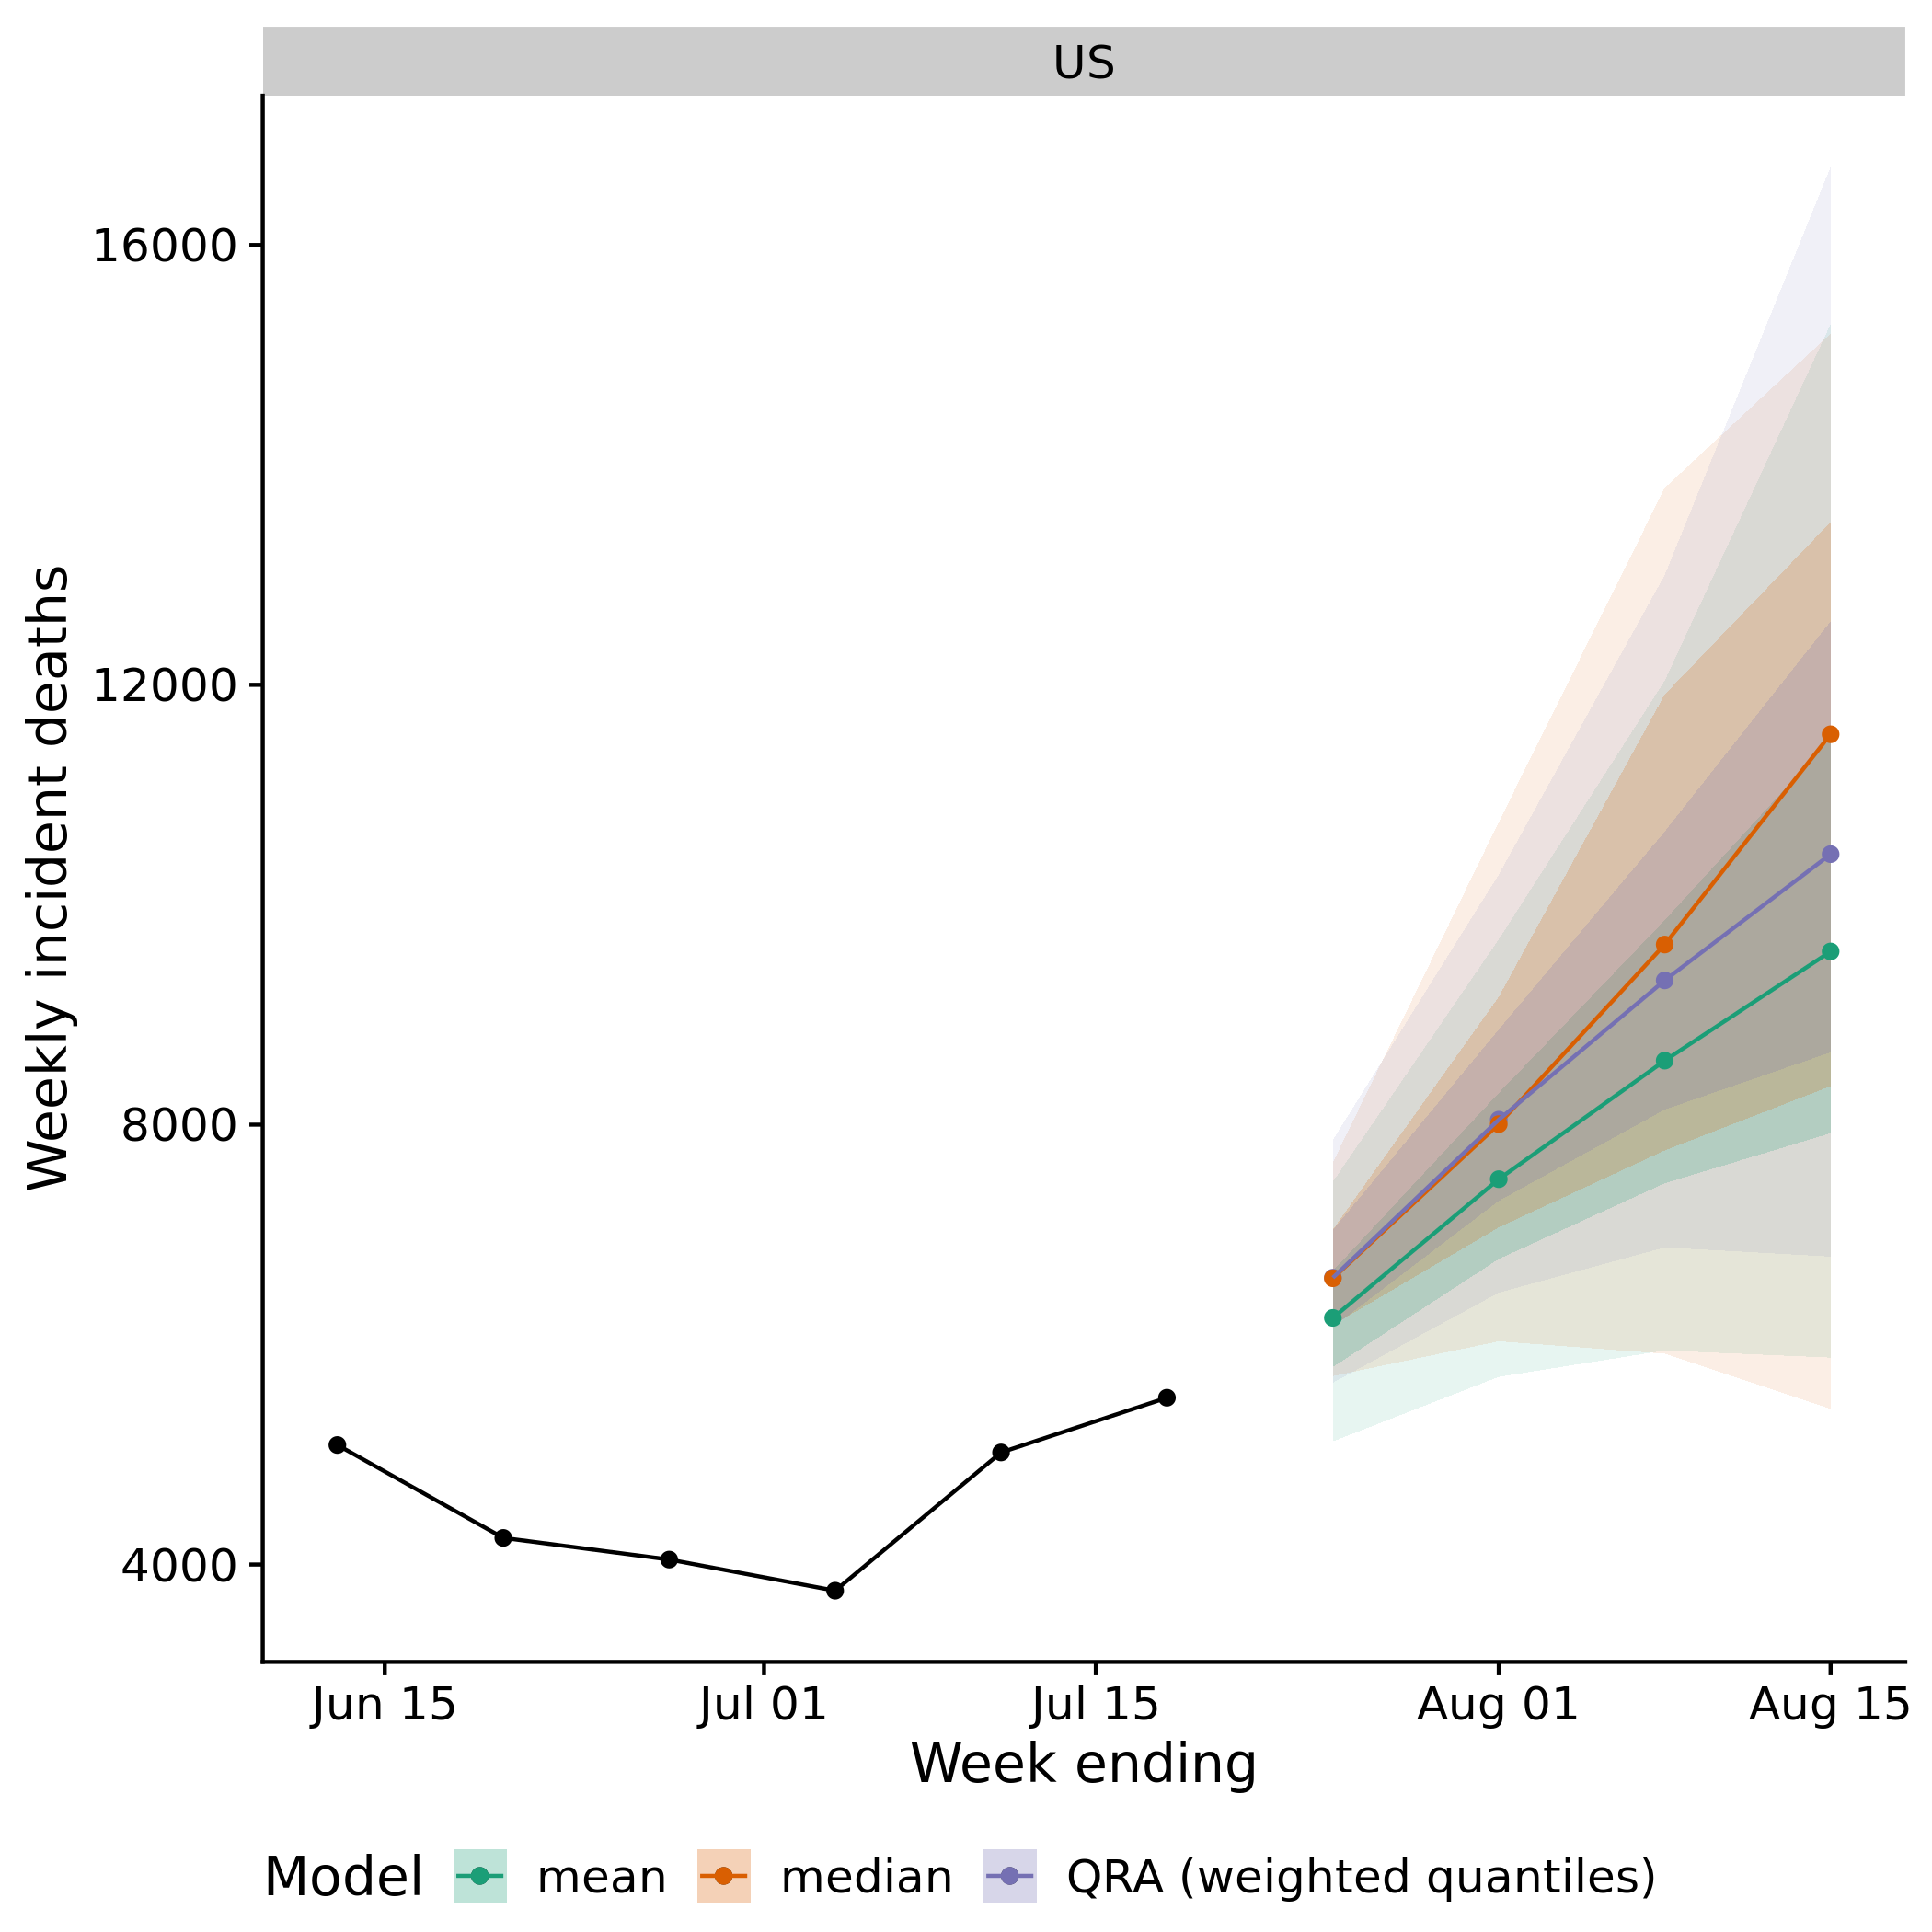 US
16000
12000
8000
4000
Weekly incident deaths
Jun 15 Jul 01 Jul 15 Aug 01 Aug 15
Week ending
Model mean median QRA (weighted quantiles)